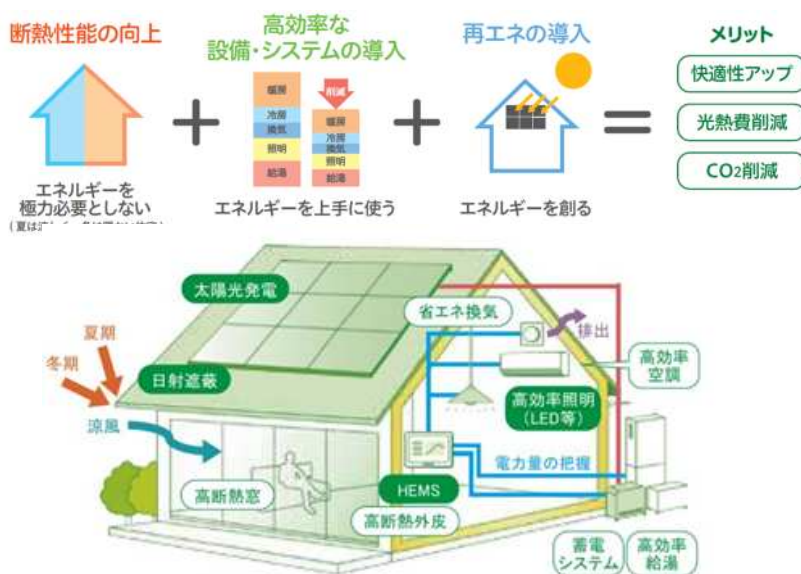 断熱性能の向上
高効率な
設備・システムの導入
再エネの導入
メリット
暖房
冷房
換気
照明
給湯
削減
暖房
冷房
換気
照明
給湯
快適性アップ
光熱費削減
CO2削減
エネルギーを
極力必要としない
エネルギーを上手に使う
エネルギーを創る
太陽光発電
省エネ換気
排出
夏期
冬期
日射遮蔽
高効率
空調
高効率照明
(LED等)
涼風
電力量の把握
高断熱窓
HEMS
高断熱外皮
蓄電
システム
高効率
給湯